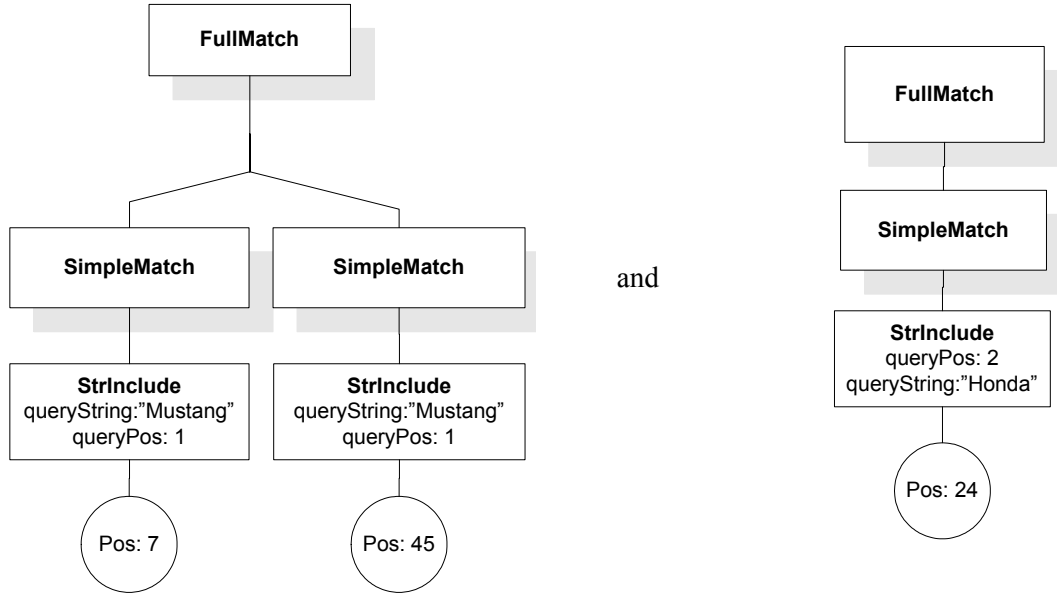 FullMatch
SimpleMatch
SimpleMatch
StrInclude
queryString:”Mustang”
queryPos: 1
StrInclude
queryString:”Mustang”
queryPos: 1
Pos: 7
Pos: 45
and
FullMatch
SimpleMatch
StrInclude
queryPos: 2
queryString:”Honda”
Pos: 24